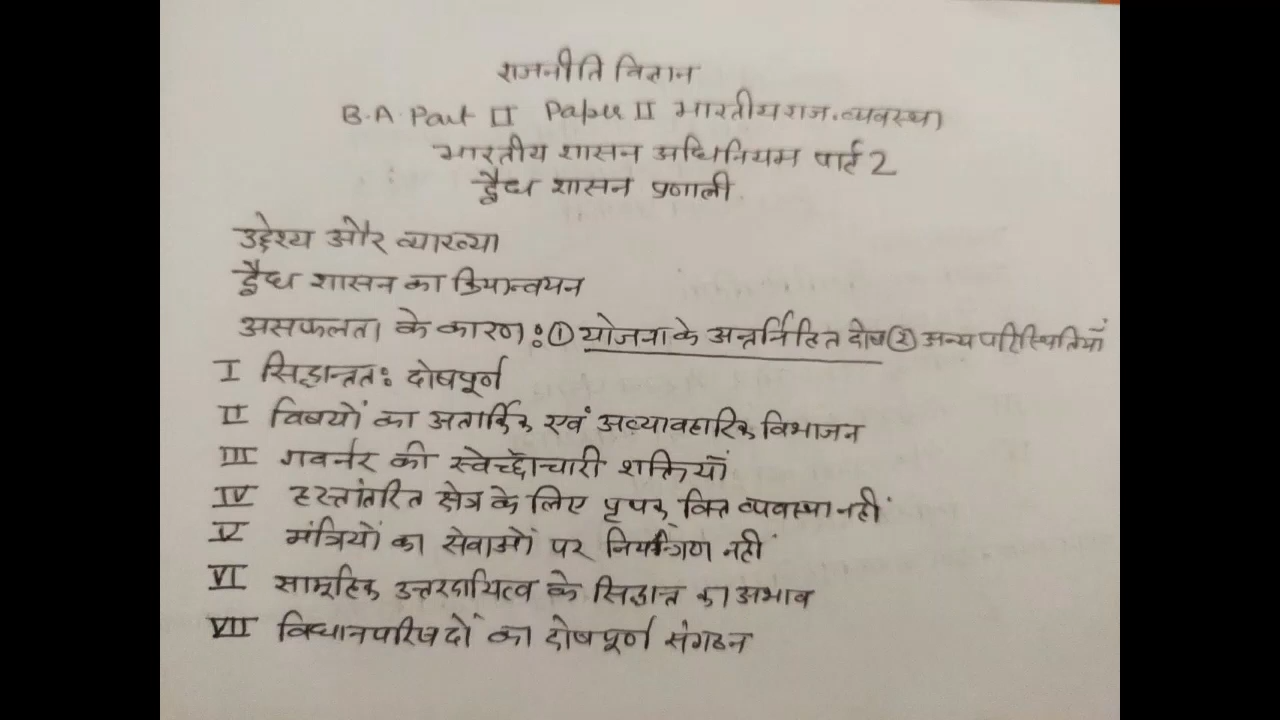 राजनीति विज्ञान
B.A. Part II Paper II भारतीय राज.व्यवस्था
भारतीय शासन अधिनियम पार्ट 2
द्वैध शासन प्रणाली.
उद्देश्य और व्याख्या
द्वैध शासन का क्रियान्वयन
असफलता के कारण: ① योजना के अन्तर्निहित दोष ② अन्य परिस्थितियाँ
I सिद्धान्ततः दोषपूर्ण
II विषयों का अतार्किक एवं अव्यावहारिक विभाजन
III गवर्नर की स्वेच्छाचारी शक्तियाँ
IV हस्तांतरित क्षेत्र के लिए पृथक् वित्त व्यवस्था नहीं
V मंत्रियों का सेवाओं पर नियन्त्रण नहीं
VI सामूहिक उत्तरदायित्व के सिद्धान्त का अभाव
VII विधानपरिषदों का दोषपूर्ण संगठन